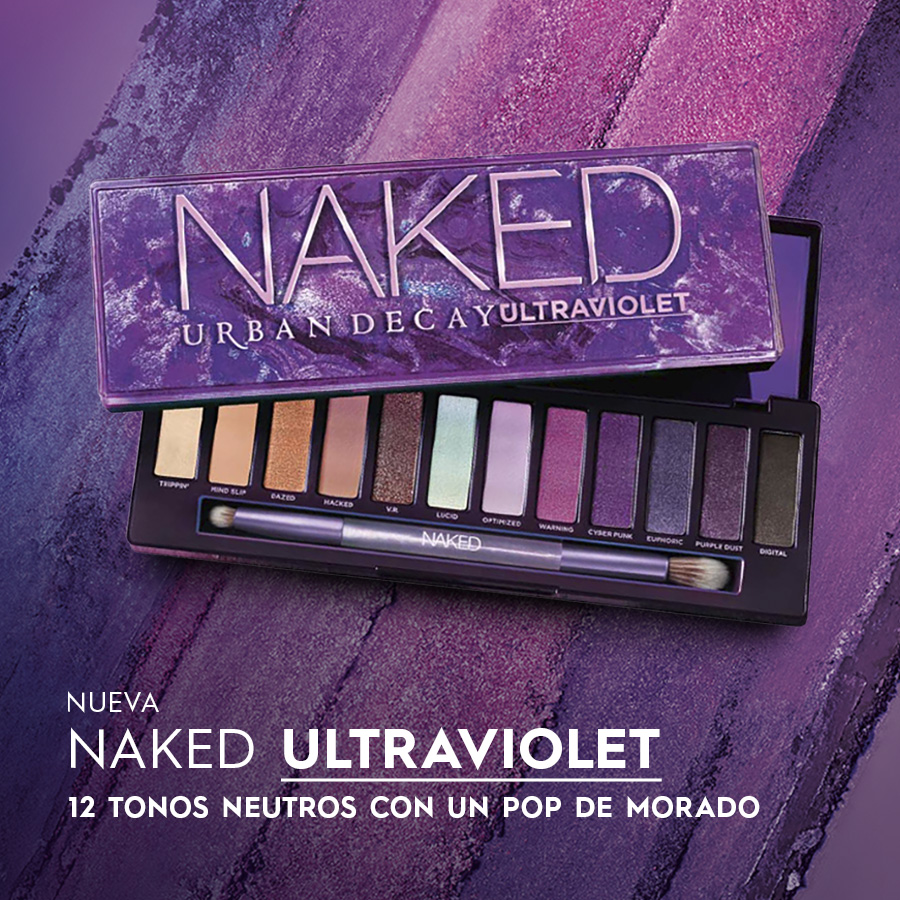 NAKED
URBAN DECAY ULTRAVIOLET
TRIPPIN' MIND SLIP DAZED HACKED V.R. LUCID OPTIMIZED WARNING CYBER PUNK EUPHORIC PURPLE DUST DIGITAL
NAKED
NUEVA
NAKED ULTRAVIOLET
12 TONOS NEUTROS CON UN POP DE MORADO